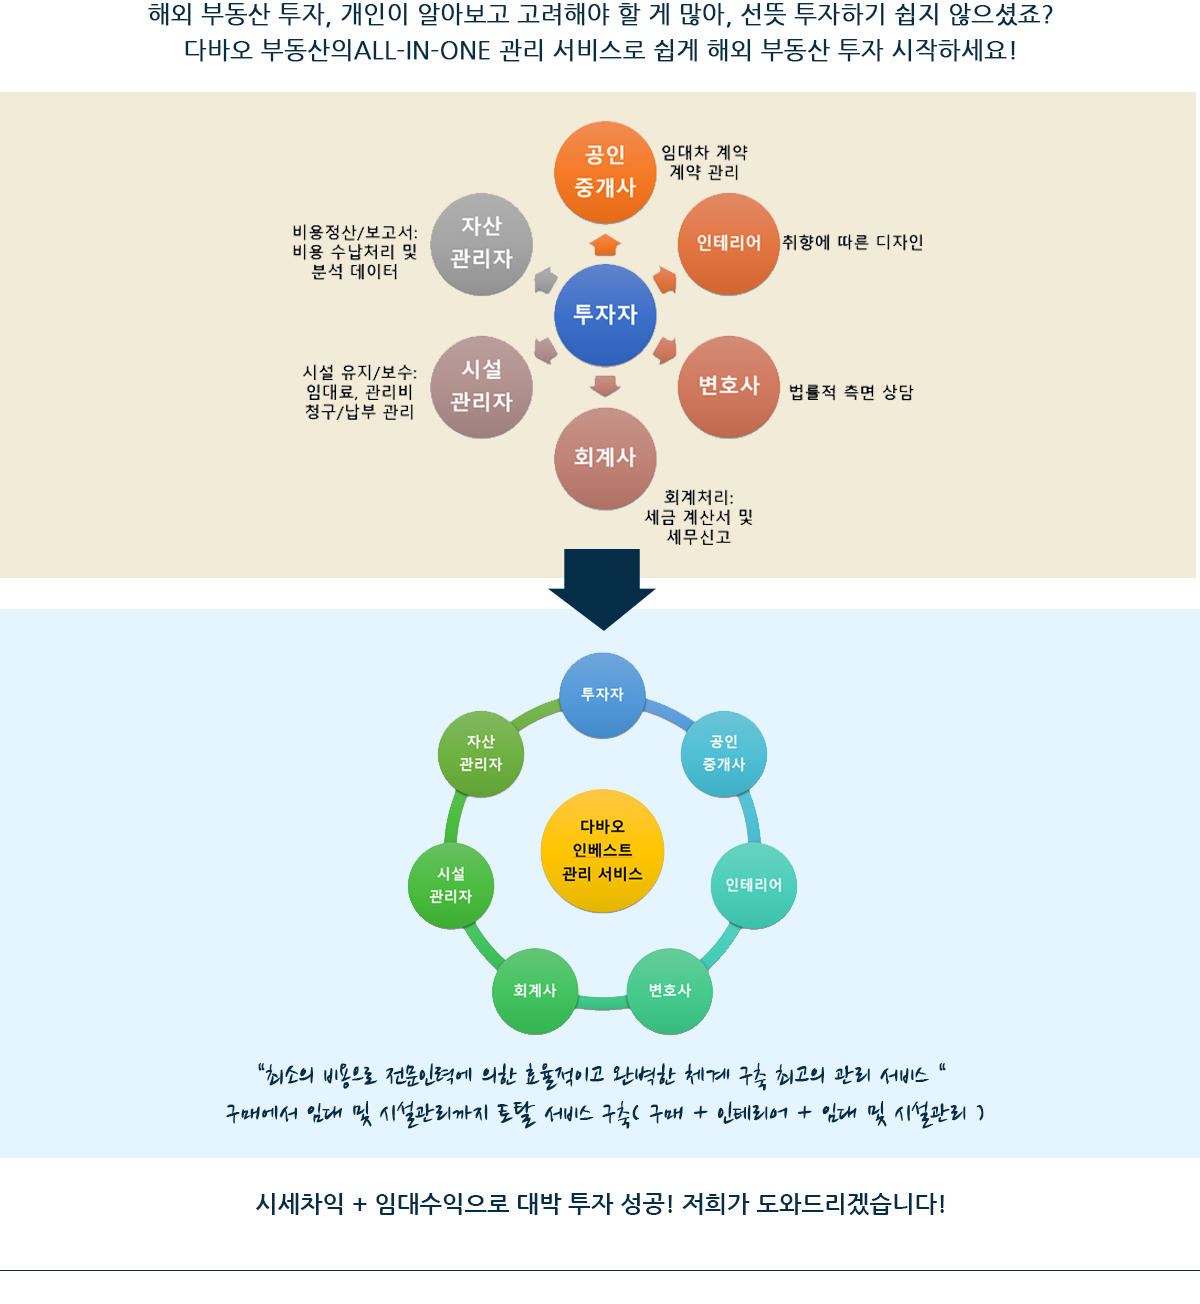 해외 부동산 투자, 개인이 알아보고 고려해야 할 게 많아, 선뜻 투자하기 쉽지 않으셨죠?
다바오 부동산의ALL-IN-ONE 관리 서비스로 쉽게 해외 부동산 투자 시작하세요!
공인
중개사
임대차 계약
계약 관리
인테리어
취향에 따른 디자인
변호사
법률적 측면 상담
회계사
회계처리:
세금 계산서 및
세무신고
시설
관리자
시설 유지/보수:
임대료, 관리비
청구/납부 관리
자산
관리자
비용정산/보고서:
비용 수납처리 및
분석 데이터
투자자
투자자
공인
중개사
인테리어
변호사
회계사
시설
관리자
자산
관리자
다바오
인베스트
관리 서비스
"최소의 비용으로 전문인력에 의한 효율적이고 완벽한 체계 구축 최고의 관리 서비스 "
구매에서 임대 및 시설관리까지 토탈 서비스 구축( 구매 + 인테리어 + 임대 및 시설관리 )
시세차익 + 임대수익으로 대박 투자 성공! 저희가 도와드리겠습니다!